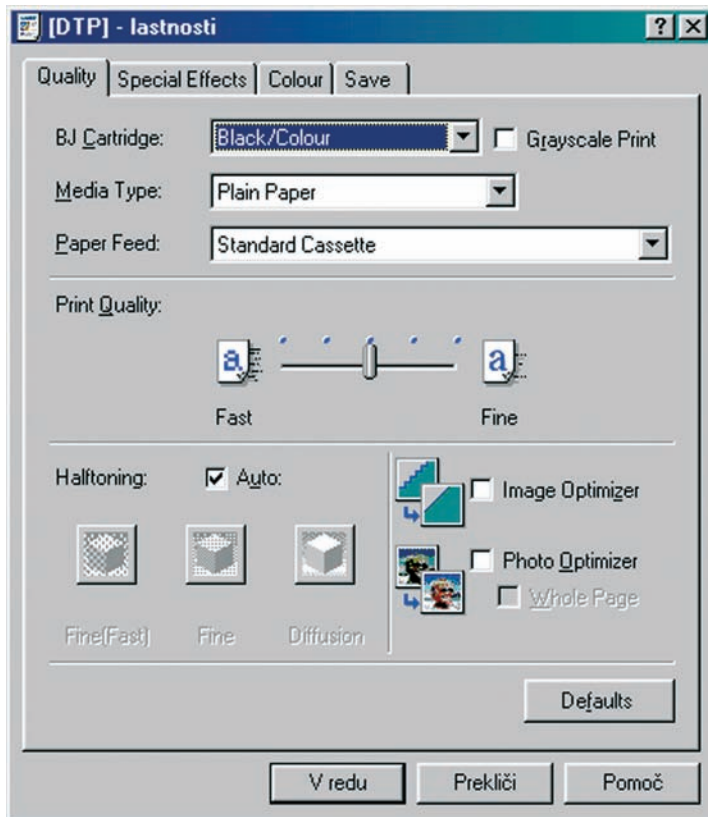 [DTP] - lastnosti
Quality Special Effects Colour Save
BJ Cartridge: Black/Colour Grayscale Print
Media Type: Plain Paper
Paper Feed: Standard Cassette
Print Quality:
a a
Fast Fine
Halftoning: Auto: Image Optimizer
Photo Optimizer
Whole Page
Fine(Fast) Fine Diffusion
Defaults
V redu Prekliči Pomoč